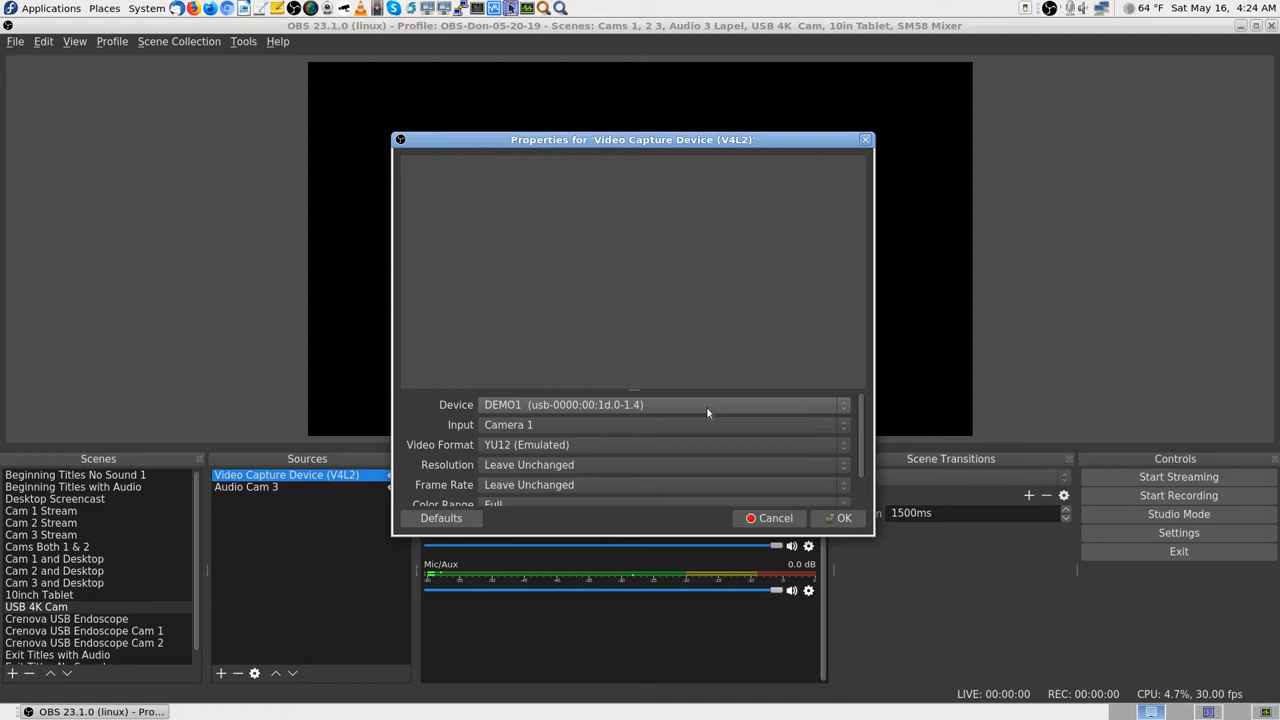 Applications Places System 64 °F Sat May 16, 4:24 AM
OBS 23.1.0 (linux) - Profile: OBS-Don-05-20-19 - Scenes: Cams 1, 2 3, Audio 3 Lapel, USB 4K Cam, 10in Tablet, SM58 Mixer
File Edit View Profile Scene Collection Tools Help
Properties for 'Video Capture Device (V4L2)'
Device DEMO1 (usb-0000:00:1d.0-1.4)
Input Camera 1
Video Format YU12 (Emulated)
Resolution Leave Unchanged
Frame Rate Leave Unchanged
Color Range Full
Defaults Cancel OK
Scenes
Beginning Titles No Sound 1
Beginning Titles with Audio
Desktop Screencast
Cam 1 Stream
Cam 2 Stream
Cam 3 Stream
Cams Both 1 & 2
Cam 1 and Desktop
Cam 2 and Desktop
Cam 3 and Desktop
10inch Tablet
USB 4K Cam
Crenova USB Endoscope
Crenova USB Endoscope Cam 1
Crenova USB Endoscope Cam 2
Exit Titles with Audio
Sources
Video Capture Device (V4L2)
Audio Cam 3
Mic/Aux 0.0 dB
Scene Transitions
1500ms
Controls
Start Streaming
Start Recording
Studio Mode
Settings
Exit
LIVE: 00:00:00 REC: 00:00:00 CPU: 4.7%, 30.00 fps
OBS 23.1.0 (linux) - Pro...